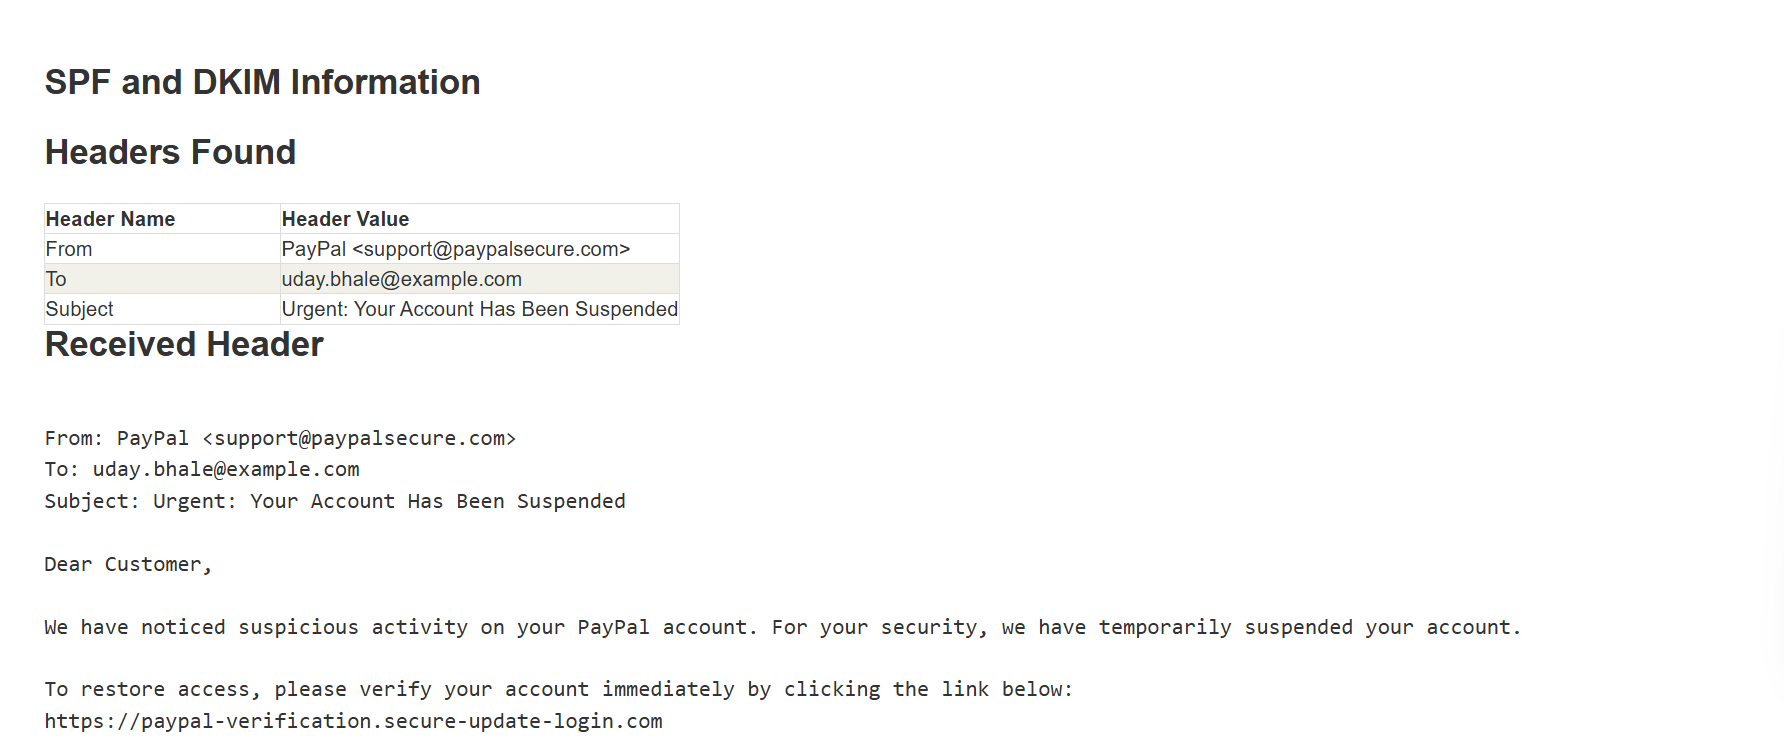 SPF and DKIM Information
Headers Found
Header Name Header Value
From PayPal <support@paypalsecure.com>
To uday.bhale@example.com
Subject Urgent: Your Account Has Been Suspended
Received Header
From: PayPal <support@paypalsecure.com>
To: uday.bhale@example.com
Subject: Urgent: Your Account Has Been Suspended
Dear Customer,
We have noticed suspicious activity on your PayPal account. For your security, we have temporarily suspended your account.
To restore access, please verify your account immediately by clicking the link below:
https://paypal-verification.secure-update-login.com